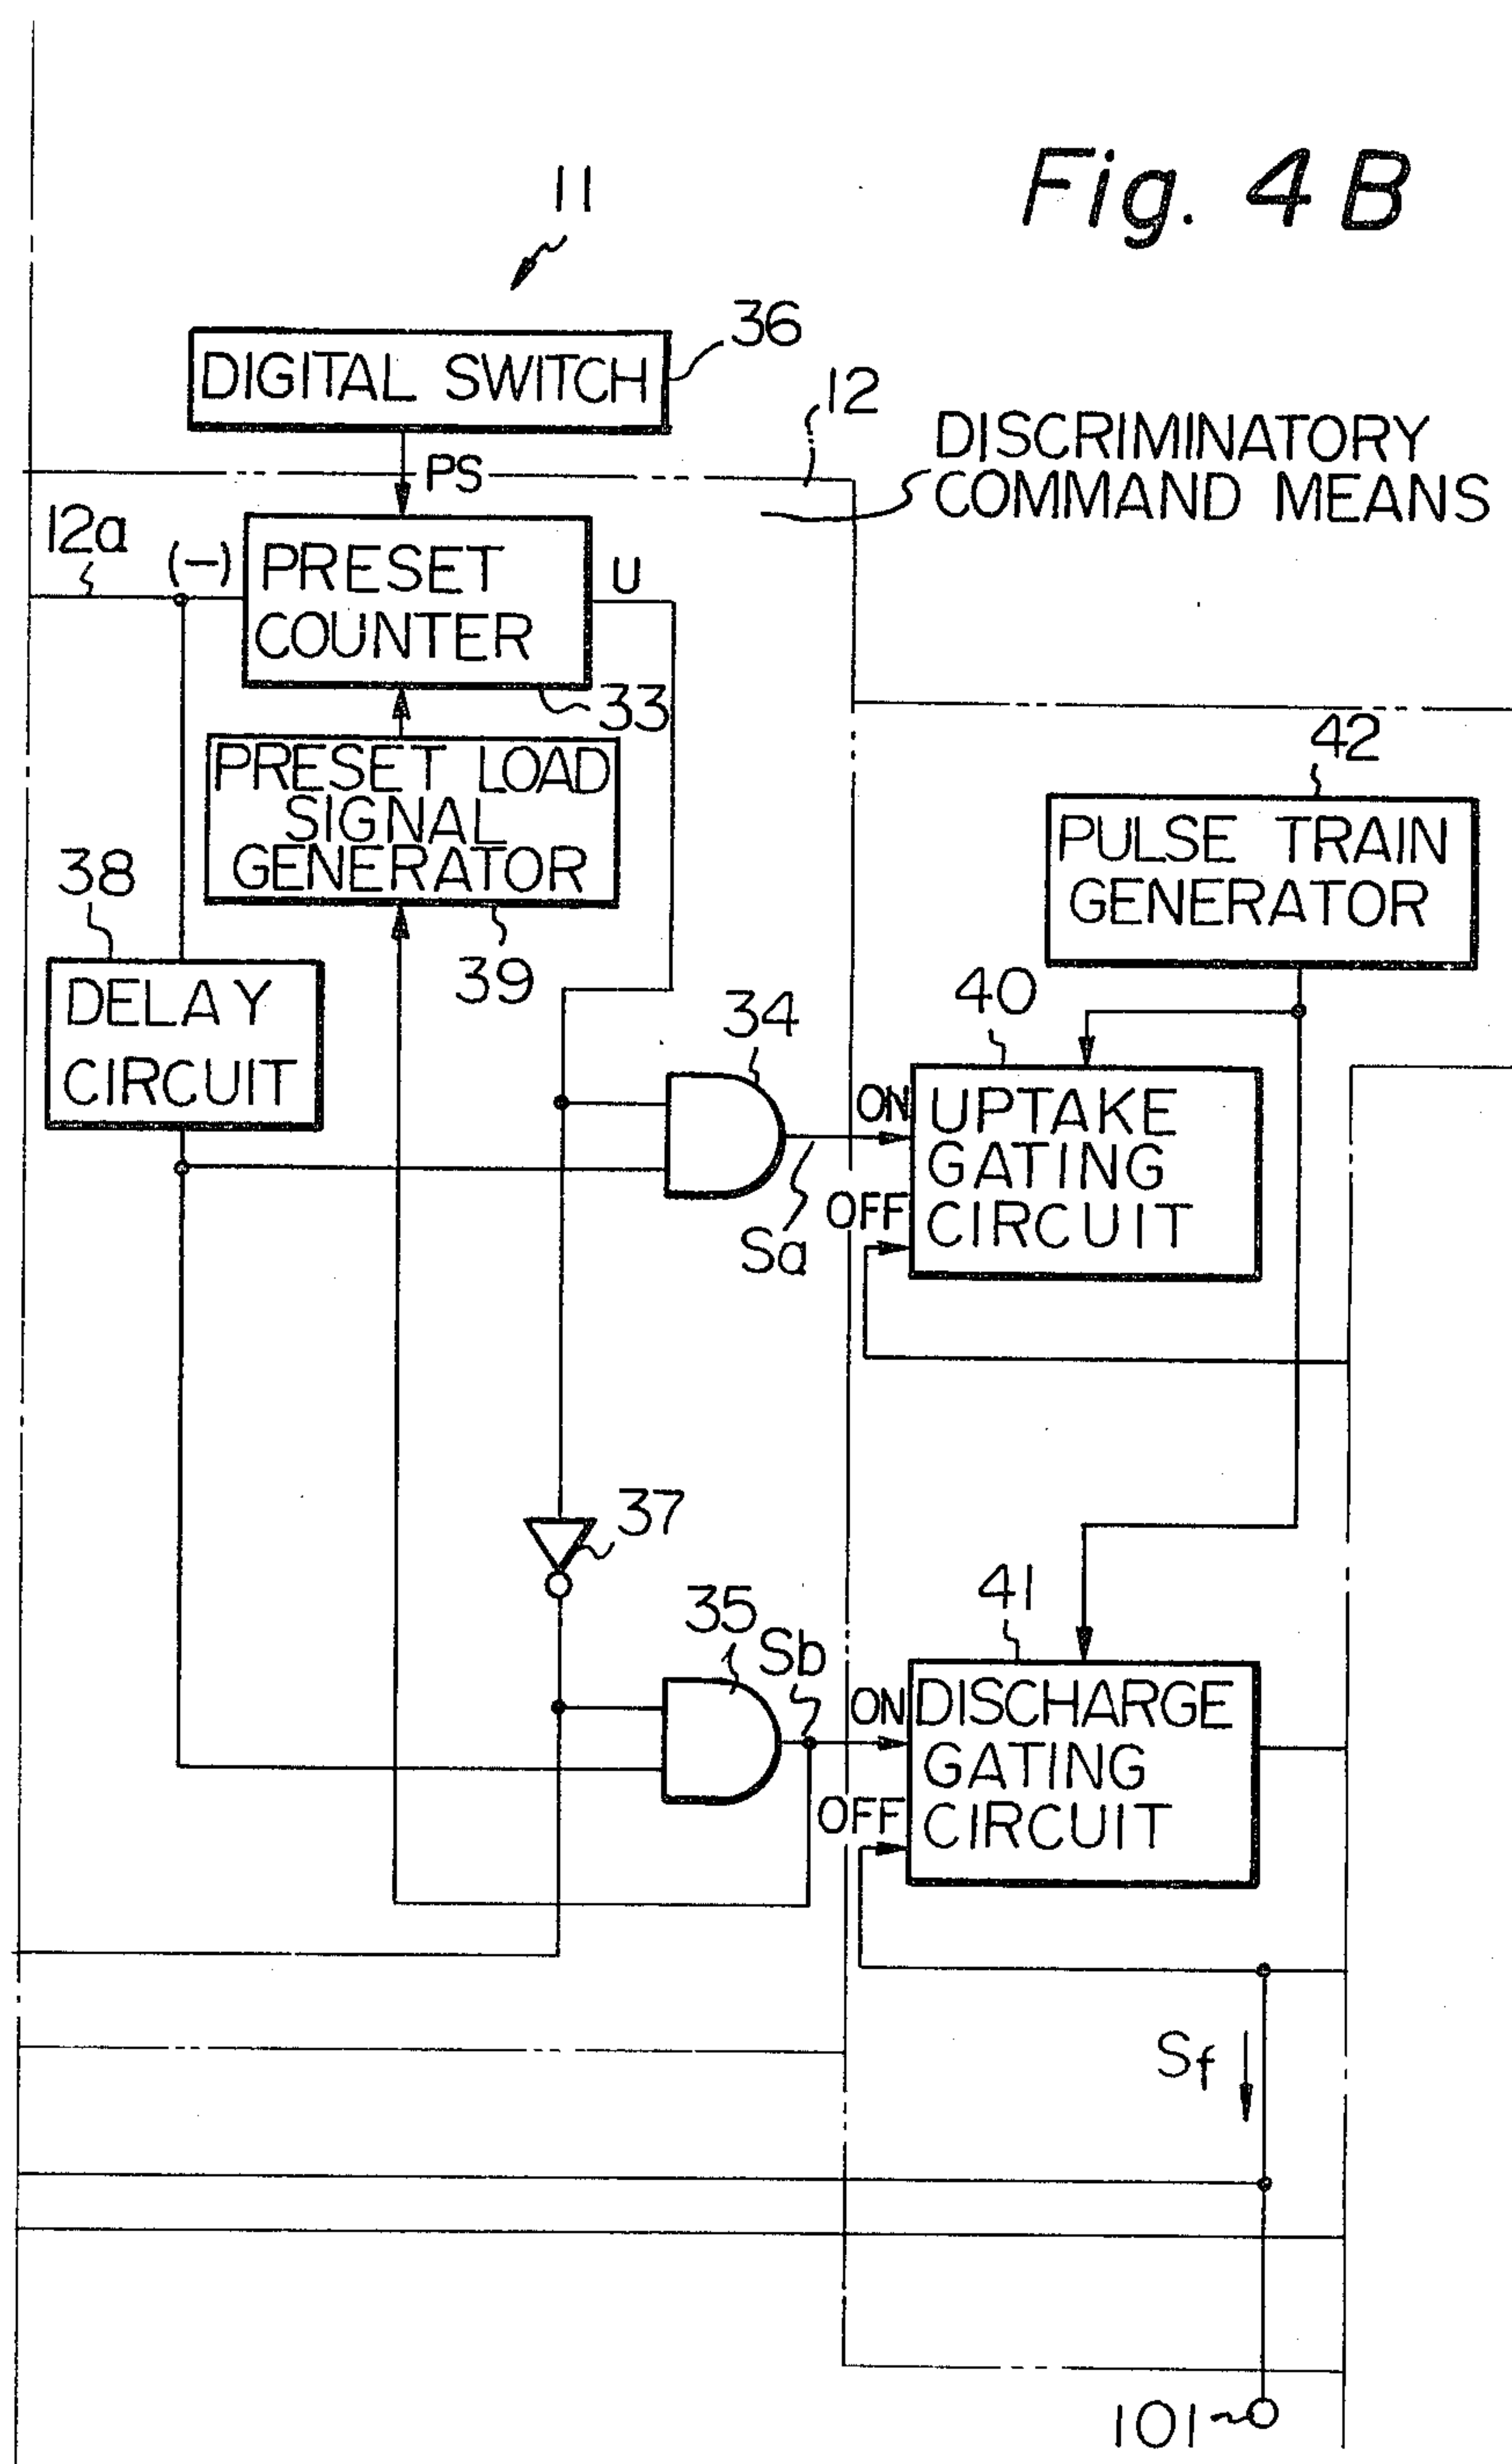 Fig. 4 B
11
DIGITAL SWITCH
36
12
DISCRIMINATORY
COMMAND MEANS
PS
12a
(-)
PRESET
COUNTER
U
33
PRESET LOAD
SIGNAL
GENERATOR
39
38
DELAY
CIRCUIT
42
PULSE TRAIN
GENERATOR
34
40
ON
UPTAKE
GATING
CIRCUIT
OFF
Sa
37
35
Sb
41
ON
DISCHARGE
GATING
CIRCUIT
OFF
Sf
101